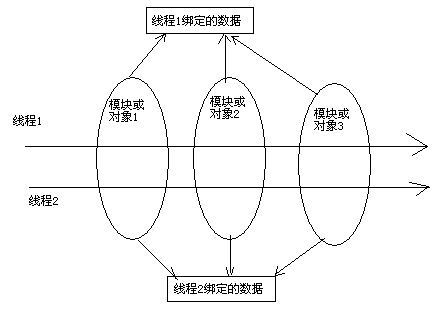 线程1绑定的数据
模块或
对象1
模块或
对象2
模块或
对象3
线程1
线程2
线程2绑定的数据